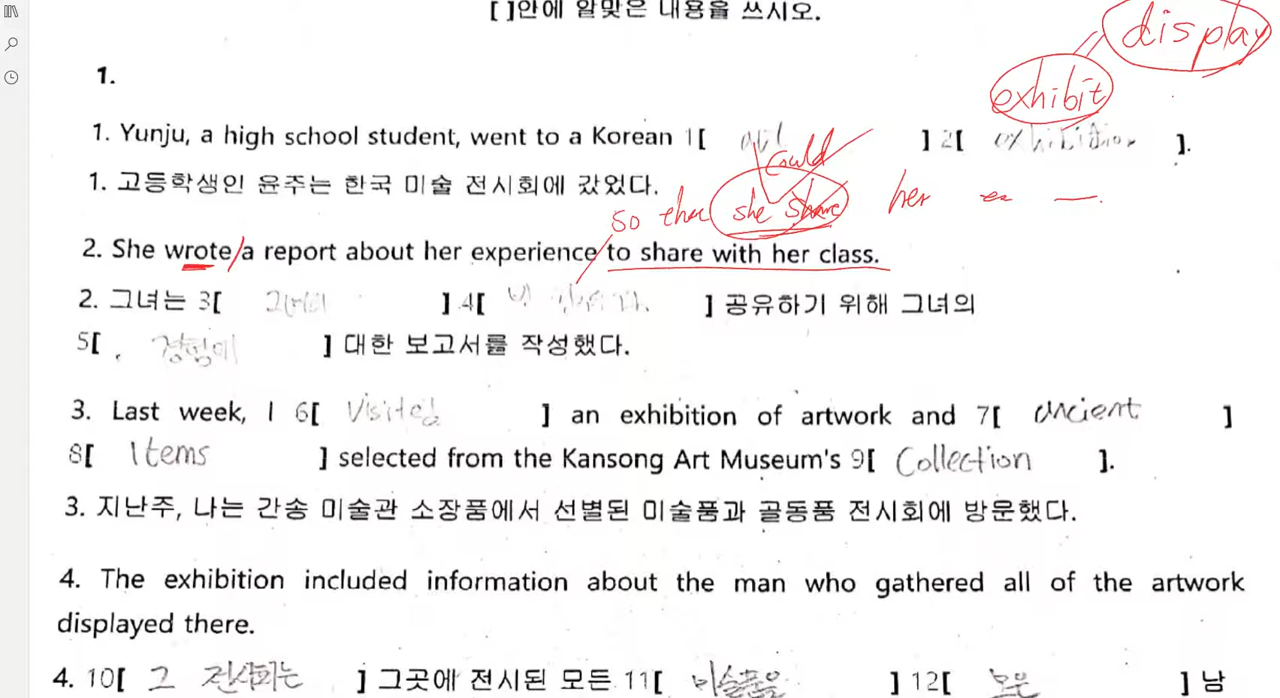 [ ]안에 알맞은 내용을 쓰시오.
display
exhibit
1.
1. Yunju, a high school student, went to a Korean 1[ ] 2[ exhibition ].
could
1. 고등학생인 윤주는 한국 미술 전시회에 갔었다.
so that she share her
2. She wrote/a report about her experience/to share with her class.
2. 그녀는 3[ ] 4[ ] 공유하기 위해 그녀의
5[ 경험에 ] 대한 보고서를 작성했다.
3. Last week, I 6[ Visited ] an exhibition of artwork and 7[ ancient ]
8[ Items ] selected from the Kansong Art Museum's 9[ Collection ].
3. 지난주, 나는 간송 미술관 소장품에서 선별된 미술품과 골동품 전시회에 방문했다.
4. The exhibition included information about the man who gathered all of the artwork
displayed there.
4. 10[ 그 전시회는 ] 그곳에 전시된 모든 11[ 미술품을 ] 12[ 모은 ] 남